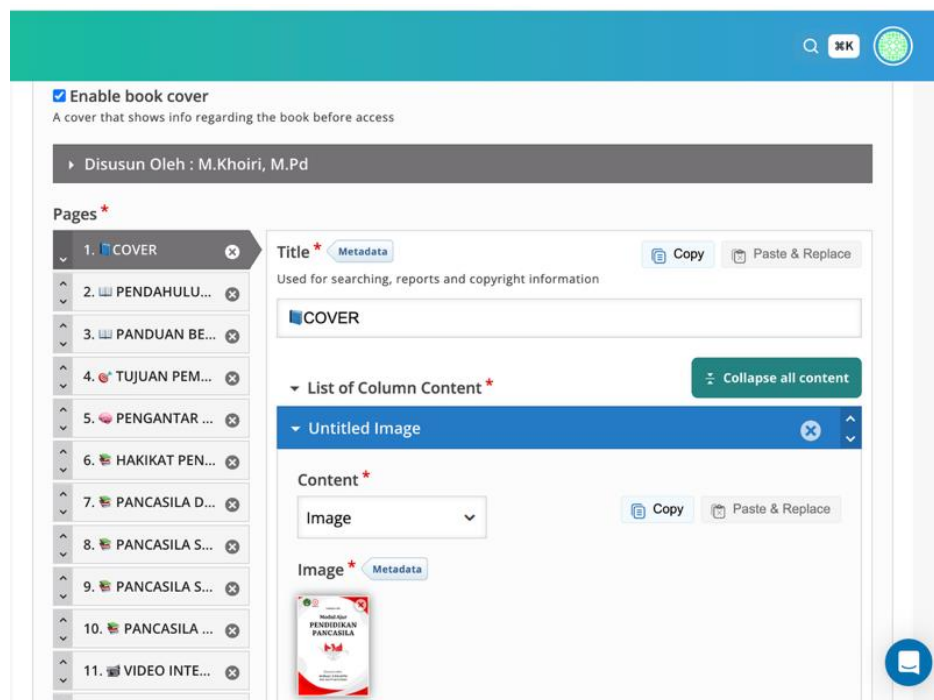 ⌘K
Enable book cover
A cover that shows info regarding the book before access
Disusun Oleh : M.Khoiri, M.Pd
Pages *
1. 📘COVER
2. 📖 PENDAHULU...
3. 📖 PANDUAN BE...
4. 🎯 TUJUAN PEM...
5. 🧠 PENGANTAR ...
6. 📚 HAKIKAT PEN...
7. 📚 PANCASILA D...
8. 📚 PANCASILA S...
9. 📚 PANCASILA S...
10. 📚 PANCASILA ...
11. 📹 VIDEO INTE...
Title * Metadata
Copy Paste & Replace
Used for searching, reports and copyright information
📘COVER
List of Column Content *
Collapse all content
Untitled Image
Content *
Image
Copy Paste & Replace
Image * Metadata
Modul Ajar
PENDIDIKAN
PANCASILA